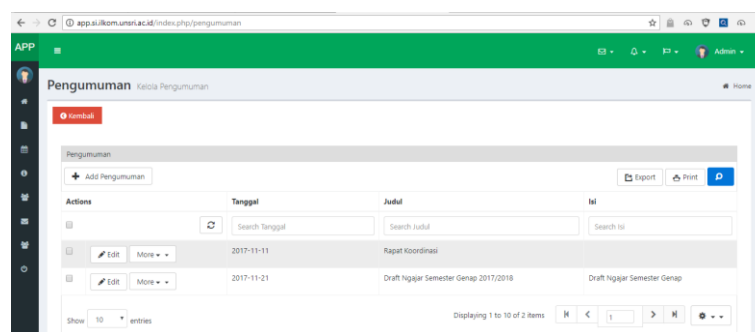 app.si.ilkom.unsri.ac.id/index.php/pengumuman
APP
Admin
Pengumuman Kelola Pengumuman
Home
Kembali
Pengumuman
Add Pengumuman
Export
Print
Actions Tanggal Judul Isi
Search Tanggal Search Judul Search Isi
Edit More 2017-11-11 Rapat Koordinasi
Edit More 2017-11-21 Draft Ngajar Semester Genap 2017/2018 Draft Ngajar Semester Genap
Show 10 entries Displaying 1 to 10 of 2 items 1